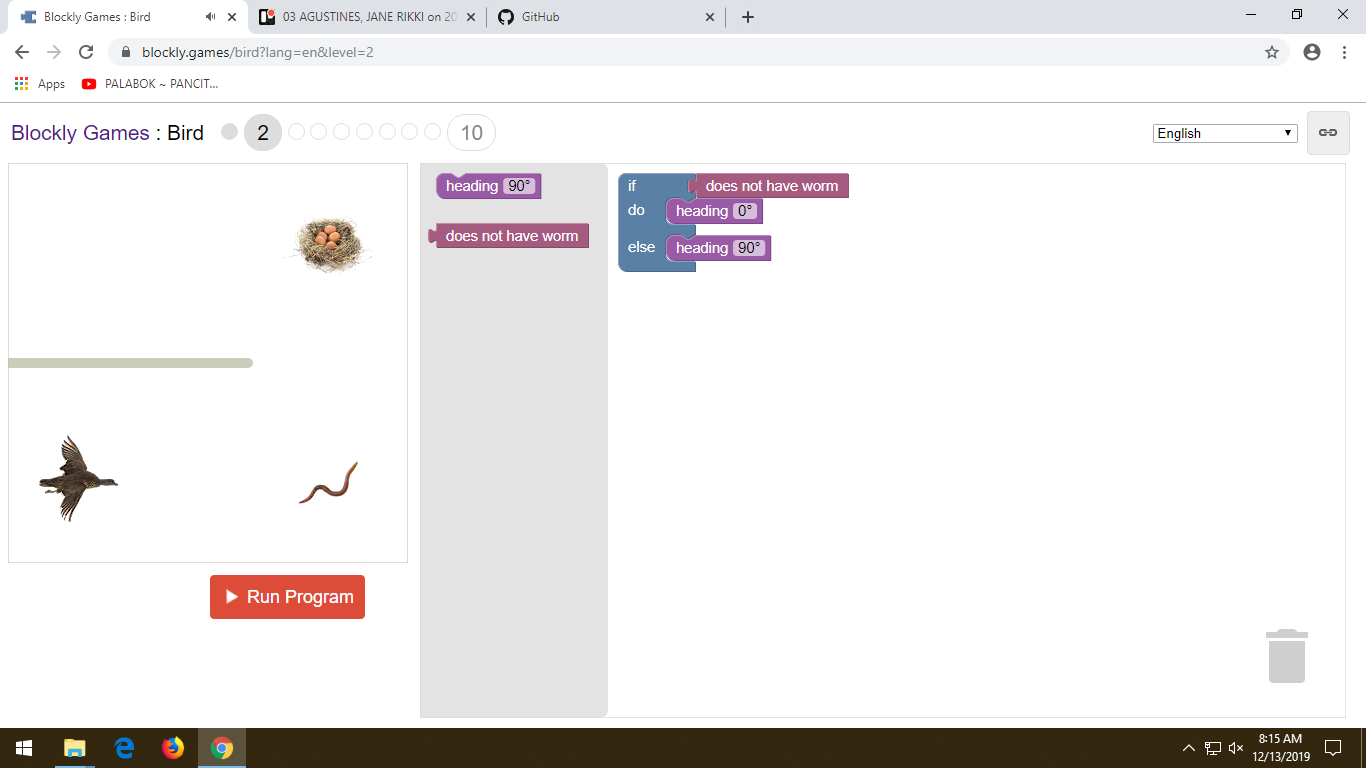 Blockly Games : Bird
03 AGUSTINES, JANE RIKKI on 20
GitHub
blockly.games/bird?lang=en&level=2
Apps
PALABOK ~ PANCIT...
Blockly Games : Bird
2
10
English
heading 90°
does not have worm
if does not have worm
do heading 0°
else heading 90°
Run Program
8:15 AM
12/13/2019